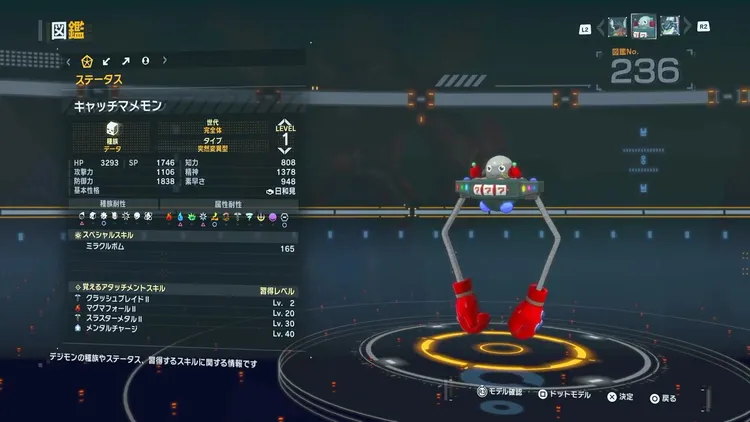 図鑑
L2
R2
図鑑No.
236
ステータス
キャッチマメモン
種族
データ
世代
完全体
タイプ
突然変異型
LEVEL
1
HP 3293 SP 1746 知力 808
攻撃力 1106 精神 1378
防御力 1838 素早さ 948
基本性格 日和見
種族耐性 属性耐性
スペシャルスキル
ミラクルボム 165
覚えるアタッチメントスキル 習得レベル
クラッシュブレイドII Lv. 2
マグマフォールII Lv. 20
スラスターメタルII Lv. 30
メンタルチャージ Lv. 40
デジモンの種族やステータス、習得するスキルに関する情報です
777
R3 モデル確認 ドットモデル 決定 戻る